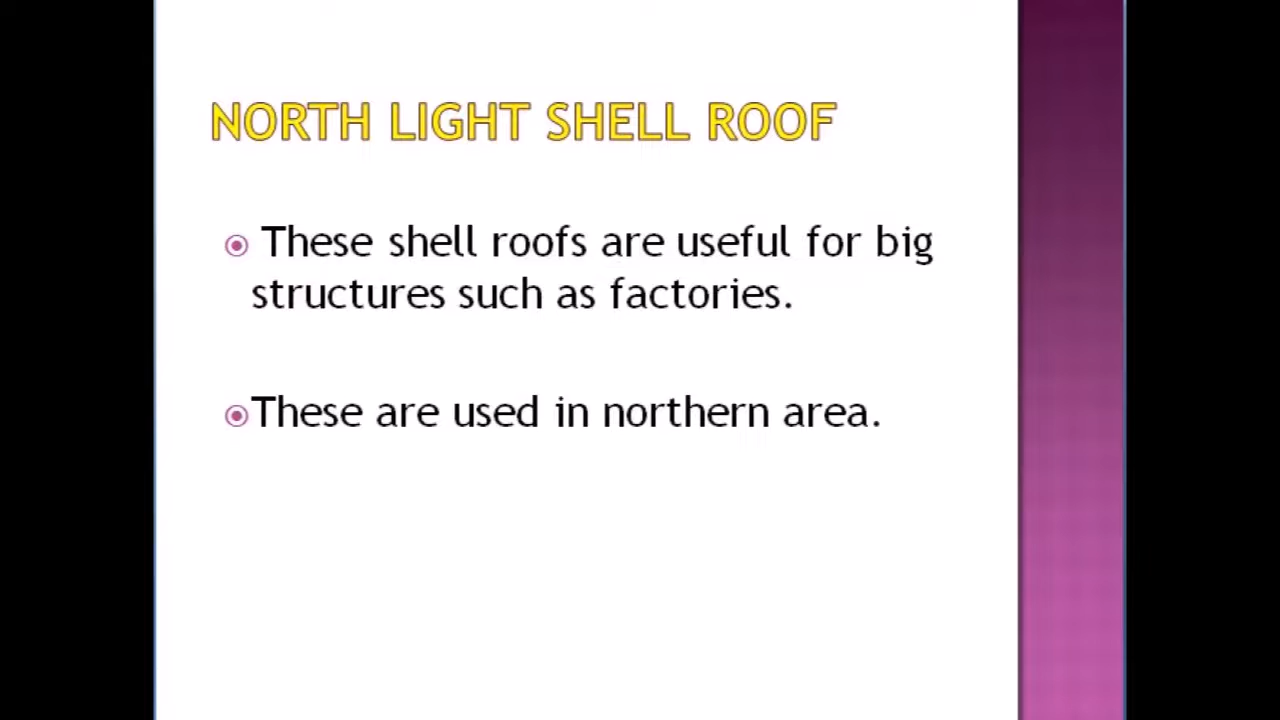 NORTH LIGHT SHELL ROOF
These shell roofs are useful for big
structures such as factories.
These are used in northern area.